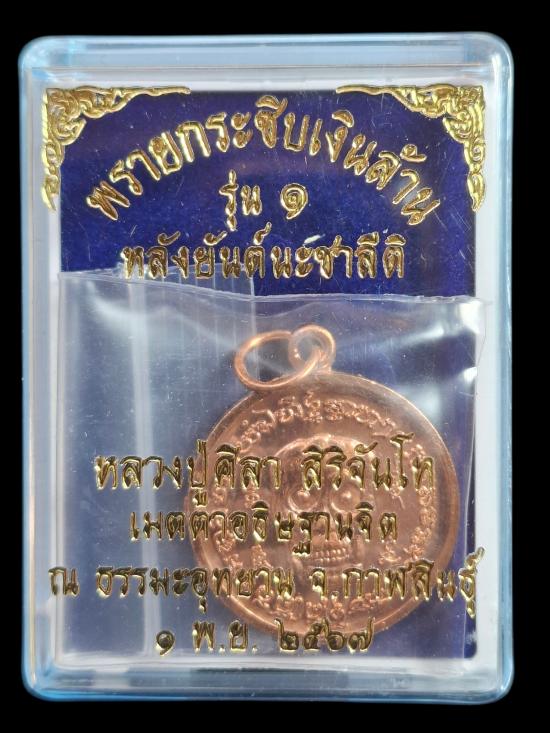 พรายกระซิบเงินล้าน
รุ่น ๑
หลังยันต์นะชาลีติ
หลวงปู่ศิลา สิริจันโท
เมตตาอธิษฐานจิต
ณ ธรรมะอุทยาน จ.กาฬสินธุ์
๑ พ.ย. ๒๕๖๗